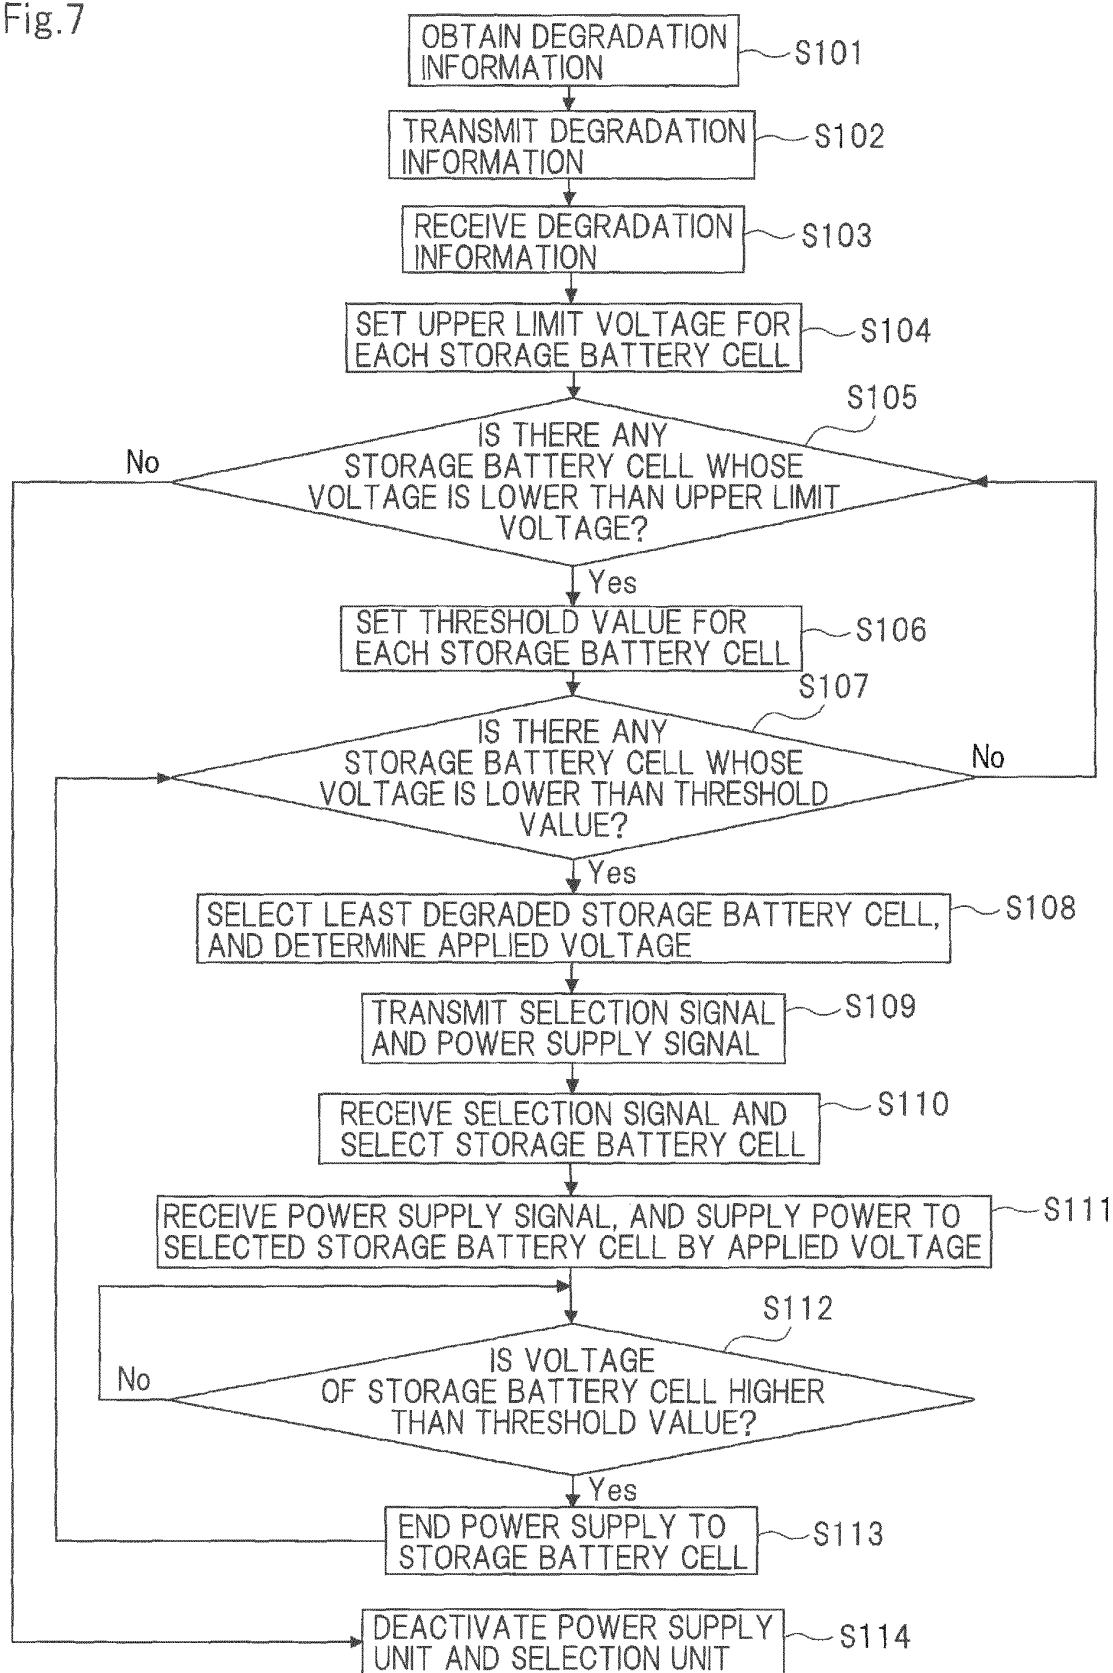 Fig.7
OBTAIN DEGRADATION
INFORMATION
S101
TRANSMIT DEGRADATION
INFORMATION
S102
RECEIVE DEGRADATION
INFORMATION
S103
SET UPPER LIMIT VOLTAGE FOR
EACH STORAGE BATTERY CELL
S104
S105
IS THERE ANY
STORAGE BATTERY CELL WHOSE
VOLTAGE IS LOWER THAN UPPER LIMIT
VOLTAGE?
No
Yes
SET THRESHOLD VALUE FOR
EACH STORAGE BATTERY CELL
S106
S107
IS THERE ANY
STORAGE BATTERY CELL WHOSE
VOLTAGE IS LOWER THAN THRESHOLD
VALUE?
No
Yes
SELECT LEAST DEGRADED STORAGE BATTERY CELL,
AND DETERMINE APPLIED VOLTAGE
S108
TRANSMIT SELECTION SIGNAL
AND POWER SUPPLY SIGNAL
S109
RECEIVE SELECTION SIGNAL AND
SELECT STORAGE BATTERY CELL
S110
RECEIVE POWER SUPPLY SIGNAL, AND SUPPLY POWER TO
SELECTED STORAGE BATTERY CELL BY APPLIED VOLTAGE
S111
S112
IS VOLTAGE
OF STORAGE BATTERY CELL HIGHER
THAN THRESHOLD VALUE?
No
Yes
END POWER SUPPLY TO
STORAGE BATTERY CELL
S113
DEACTIVATE POWER SUPPLY
UNIT AND SELECTION UNIT
S114